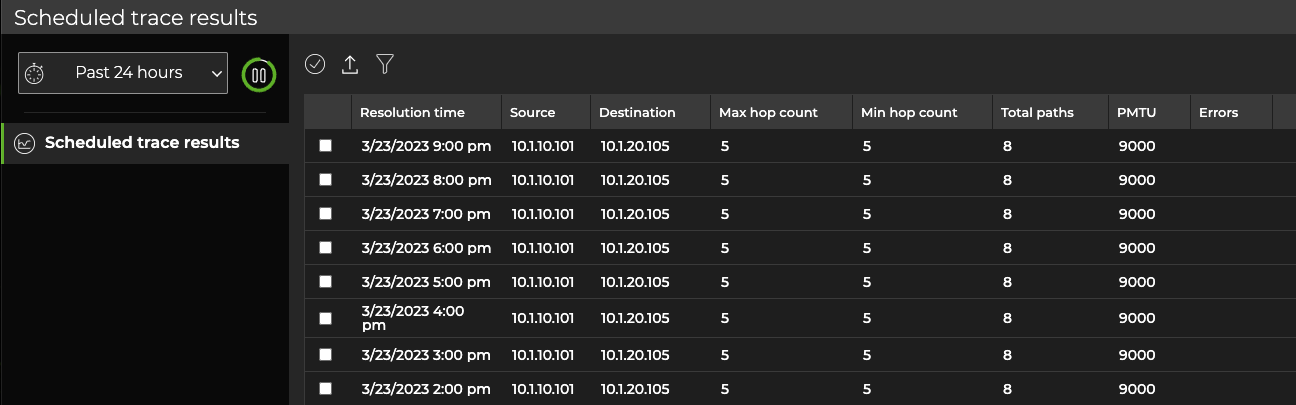 Scheduled trace results
Past 24 hours
Scheduled trace results
Resolution time Source Destination Max hop count Min hop count Total paths PMTU Errors
3/23/2023 9:00 pm 10.1.10.101 10.1.20.105 5 5 8 9000
3/23/2023 8:00 pm 10.1.10.101 10.1.20.105 5 5 8 9000
3/23/2023 7:00 pm 10.1.10.101 10.1.20.105 5 5 8 9000
3/23/2023 6:00 pm 10.1.10.101 10.1.20.105 5 5 8 9000
3/23/2023 5:00 pm 10.1.10.101 10.1.20.105 5 5 8 9000
3/23/2023 4:00
pm 10.1.10.101 10.1.20.105 5 5 8 9000
3/23/2023 3:00 pm 10.1.10.101 10.1.20.105 5 5 8 9000
3/23/2023 2:00 pm 10.1.10.101 10.1.20.105 5 5 8 9000